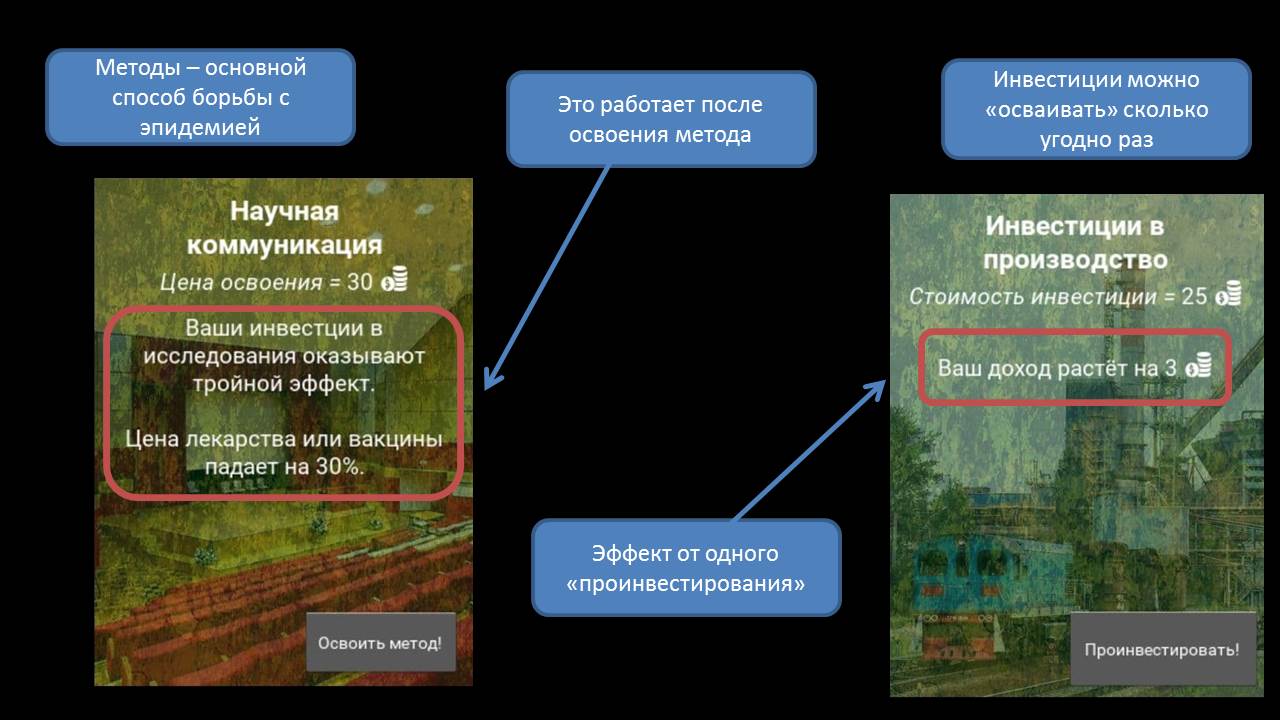 Методы – основной
способ борьбы с
эпидемией
Это работает после
освоения метода
Инвестиции можно
«осваивать» сколько
угодно раз
Научная
коммуникация
Цена освоения = 30
Ваши инвестции в
исследования оказывают
тройной эффект.
Цена лекарства или вакцины
падает на 30%.
Освоить метод!
Инвестиции в
производство
Стоимость инвестиции = 25
Ваш доход растёт на 3
Проинвестировать!
Эффект от одного
«проинвестирования»